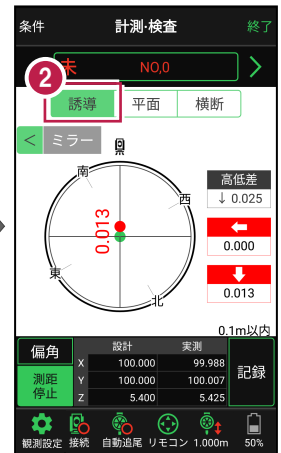 条件 計測・検査 終了
未 NO,0 >
2
誘導 平面 横断
< ミラー
南
西
東
北
0.013
高低差
↓ 0.025
0.000
0.013
0.1m以内
偏角 設計 実測
X 100.000 99.988
測距停止 Y 100.000 100.007 記録
Z 5.400 5.425
観測設定 接続 自動追尾 リモコン 1.000m 50%